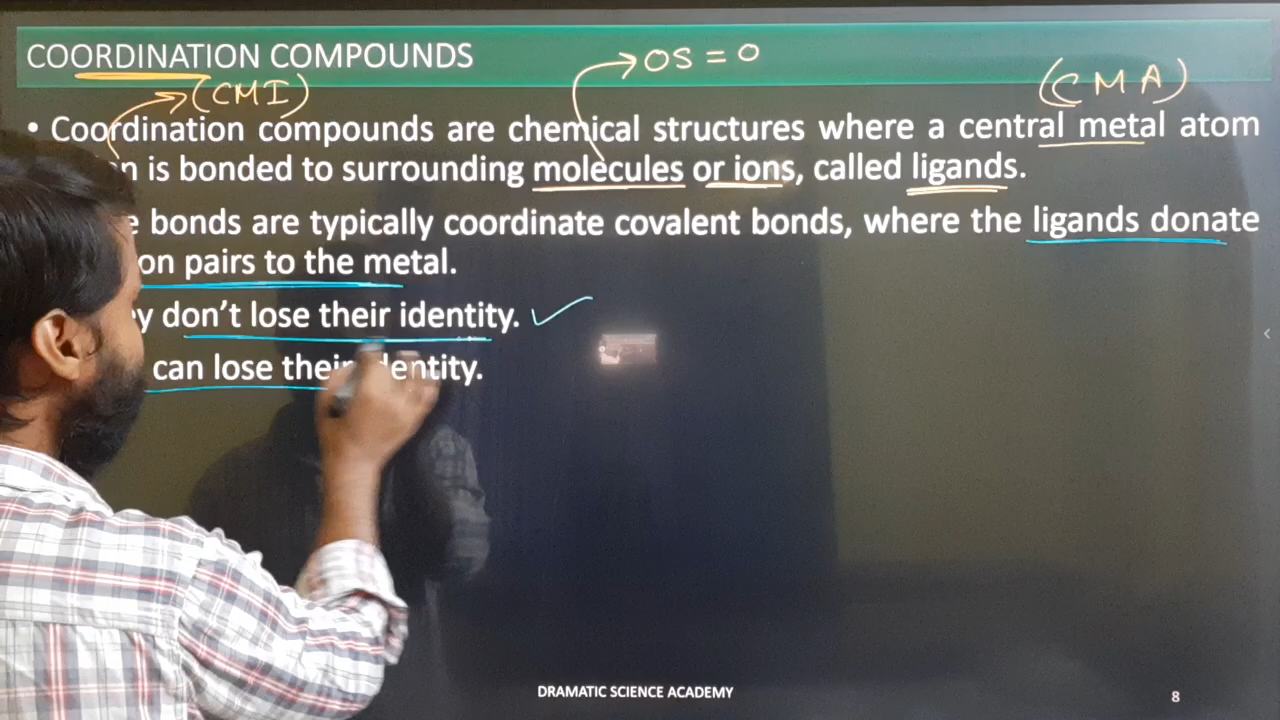 COORDINATION COMPOUNDS
OS = 0
(CMI)
(CMA)
• Coordination compounds are chemical structures where a central metal atom
is bonded to surrounding molecules or ions, called ligands.
bonds are typically coordinate covalent bonds, where the ligands donate
pairs to the metal.
don't lose their identity.
can lose their identity.
DRAMATIC SCIENCE ACADEMY
8